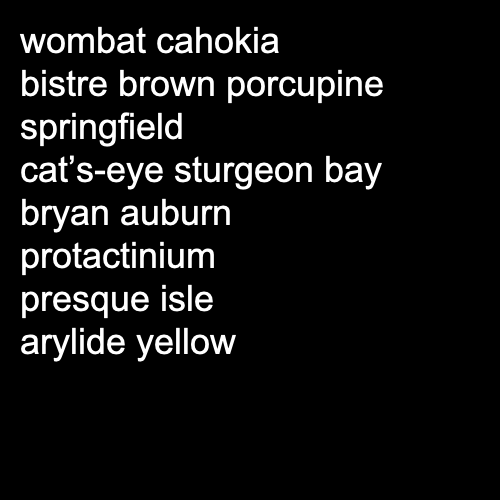 wombat cahokia
bistre brown porcupine
springfield
cat’s-eye sturgeon bay
bryan auburn
protactinium
presque isle
arylide yellow